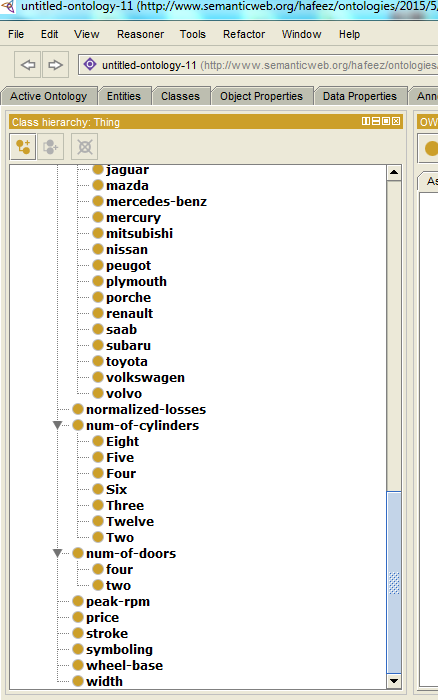 untitled-ontology-11 (http://www.semanticweb.org/hafeez/ontologies/2015/5/
File Edit View Reasoner Tools Refactor Window Help
untitled-ontology-11 (http://www.semanticweb.org/hafeez/ontologies
Active Ontology Entities Classes Object Properties Data Properties Ann
Class hierarchy: Thing
OW
As
jaguar
mazda
mercedes-benz
mercury
mitsubishi
nissan
peugot
plymouth
porche
renault
saab
subaru
toyota
volkswagen
volvo
normalized-losses
num-of-cylinders
Eight
Five
Four
Six
Three
Twelve
Two
num-of-doors
four
two
peak-rpm
price
stroke
symboling
wheel-base
width